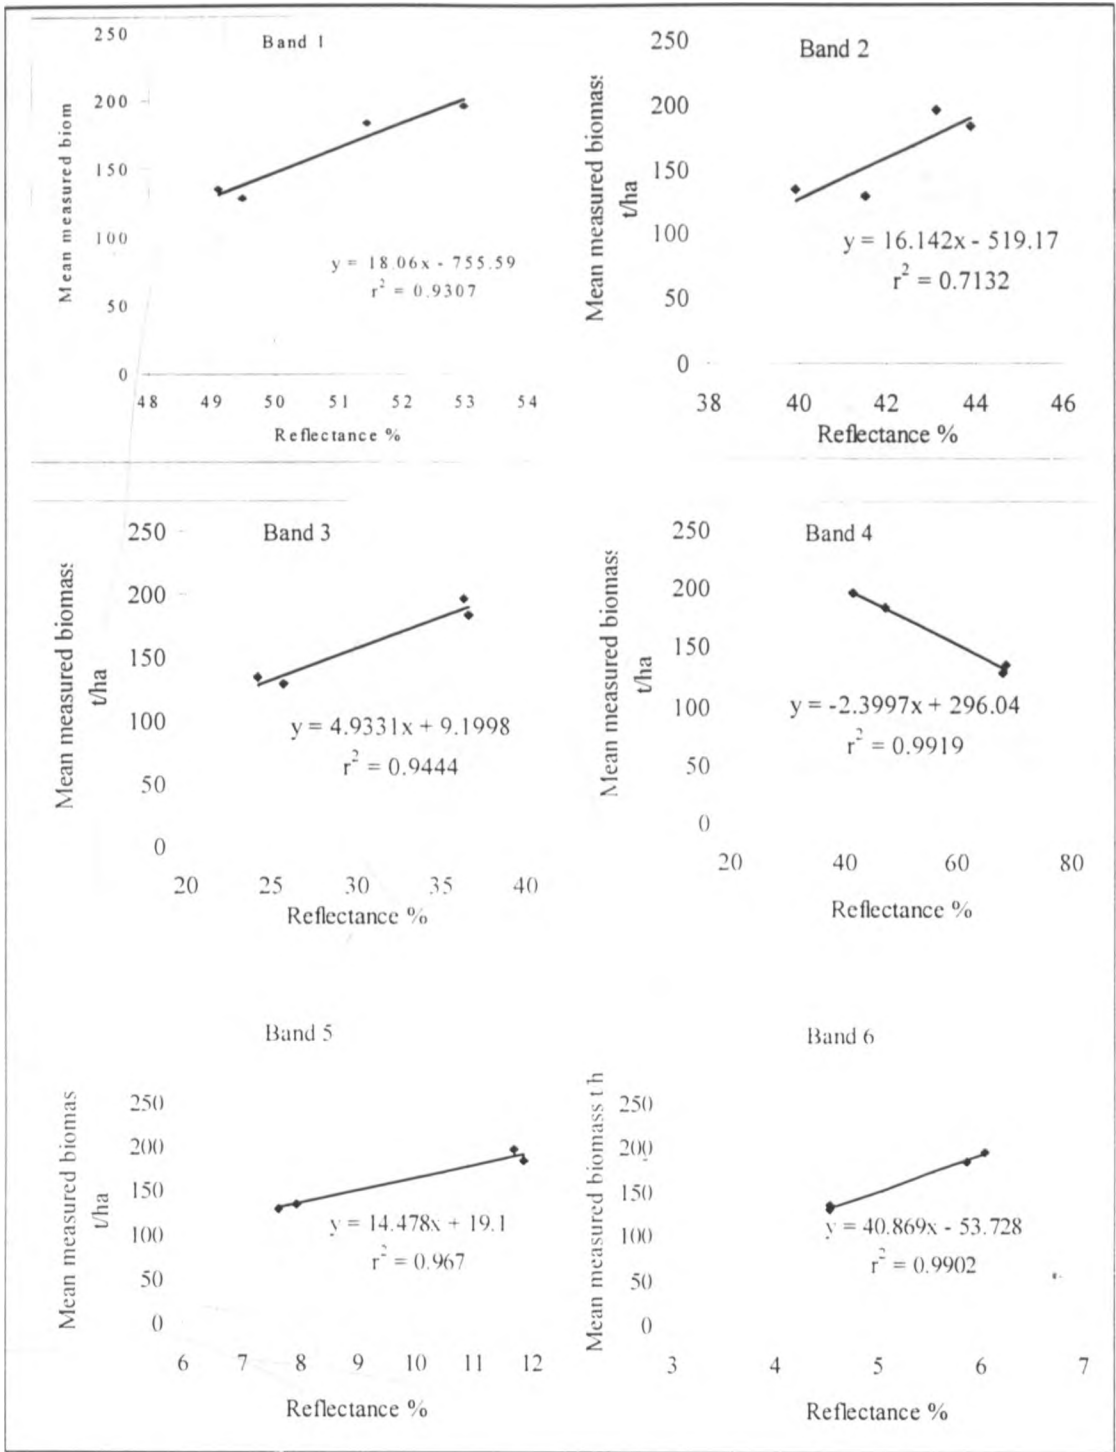 Band 1
250
200
150
100
50
0
Mean measured biom
y = 18.06x - 755.59
r² = 0.9307
48 49 50 51 52 53 54
Reflectance %
Band 2
250
200
150
100
50
0
Mean measured biomass
t/ha
y = 16.142x - 519.17
r² = 0.7132
38 40 42 44 46
Reflectance %
Band 3
250
200
150
100
50
0
Mean measured biomass
t/ha
y = 4.9331x + 9.1998
r² = 0.9444
20 25 30 35 40
Reflectance %
Band 4
250
200
150
100
50
0
Mean measured biomass
t/ha
y = -2.3997x + 296.04
r² = 0.9919
20 40 60 80
Reflectance %
Band 5
250
200
150
100
50
0
Mean measured biomas
t/ha
y = 14.478x + 19.1
r² = 0.967
6 7 8 9 10 11 12
Reflectance %
Band 6
250
200
150
100
50
0
Mean measured biomass t h
y = 40.869x - 53.728
r² = 0.9902
3 4 5 6 7
Reflectance %